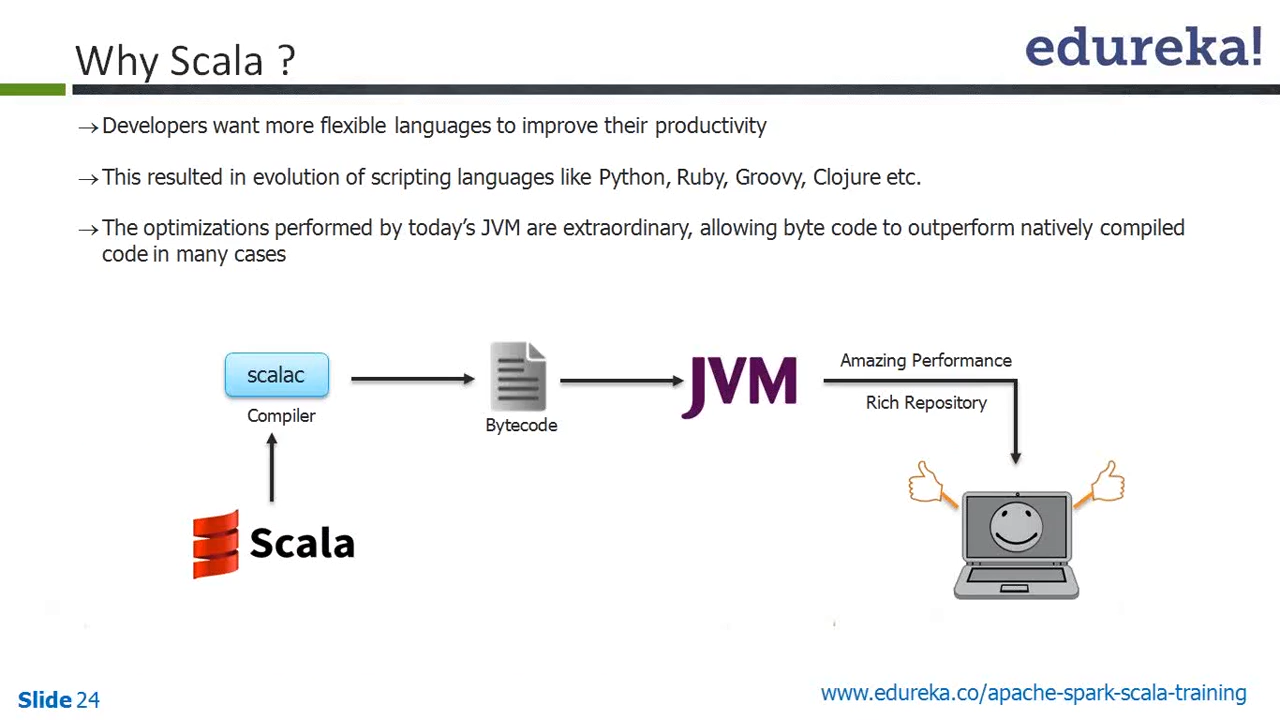 Why Scala ?
edureka!
→Developers want more flexible languages to improve their productivity
→This resulted in evolution of scripting languages like Python, Ruby, Groovy, Clojure etc.
→The optimizations performed by today’s JVM are extraordinary, allowing byte code to outperform natively compiled
code in many cases
scalac
Compiler
Bytecode
JVM
Amazing Performance
Rich Repository
Scala
Slide 24
www.edureka.co/apache-spark-scala-training